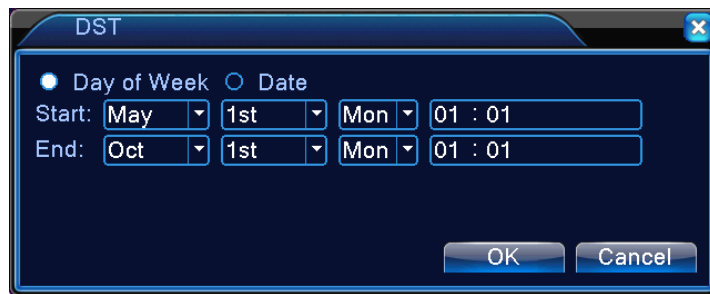 DST
Day of Week Date
Start: May 1st Mon 01 : 01
End: Oct 1st Mon 01 : 01
OK Cancel